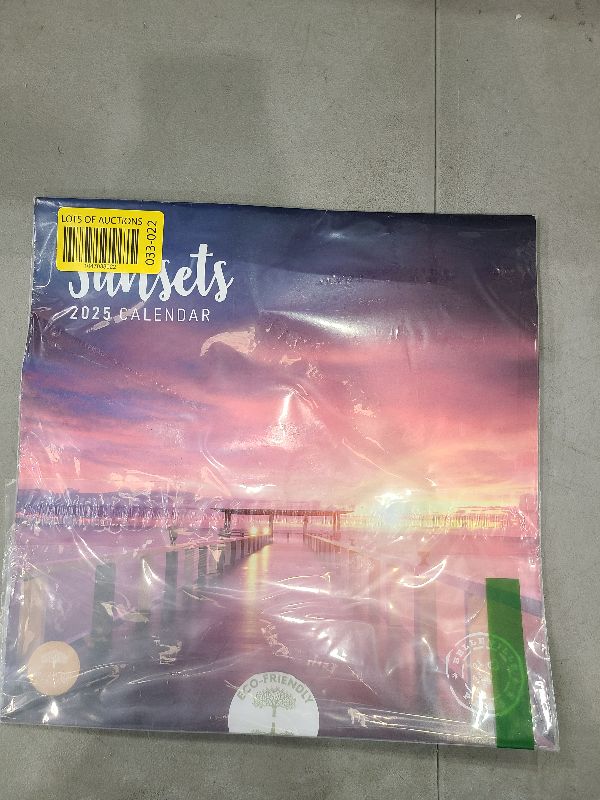 LOTS OF AUCTIONS
033-022
Sunsets
2025 CALENDAR
ECO-FRIENDLY